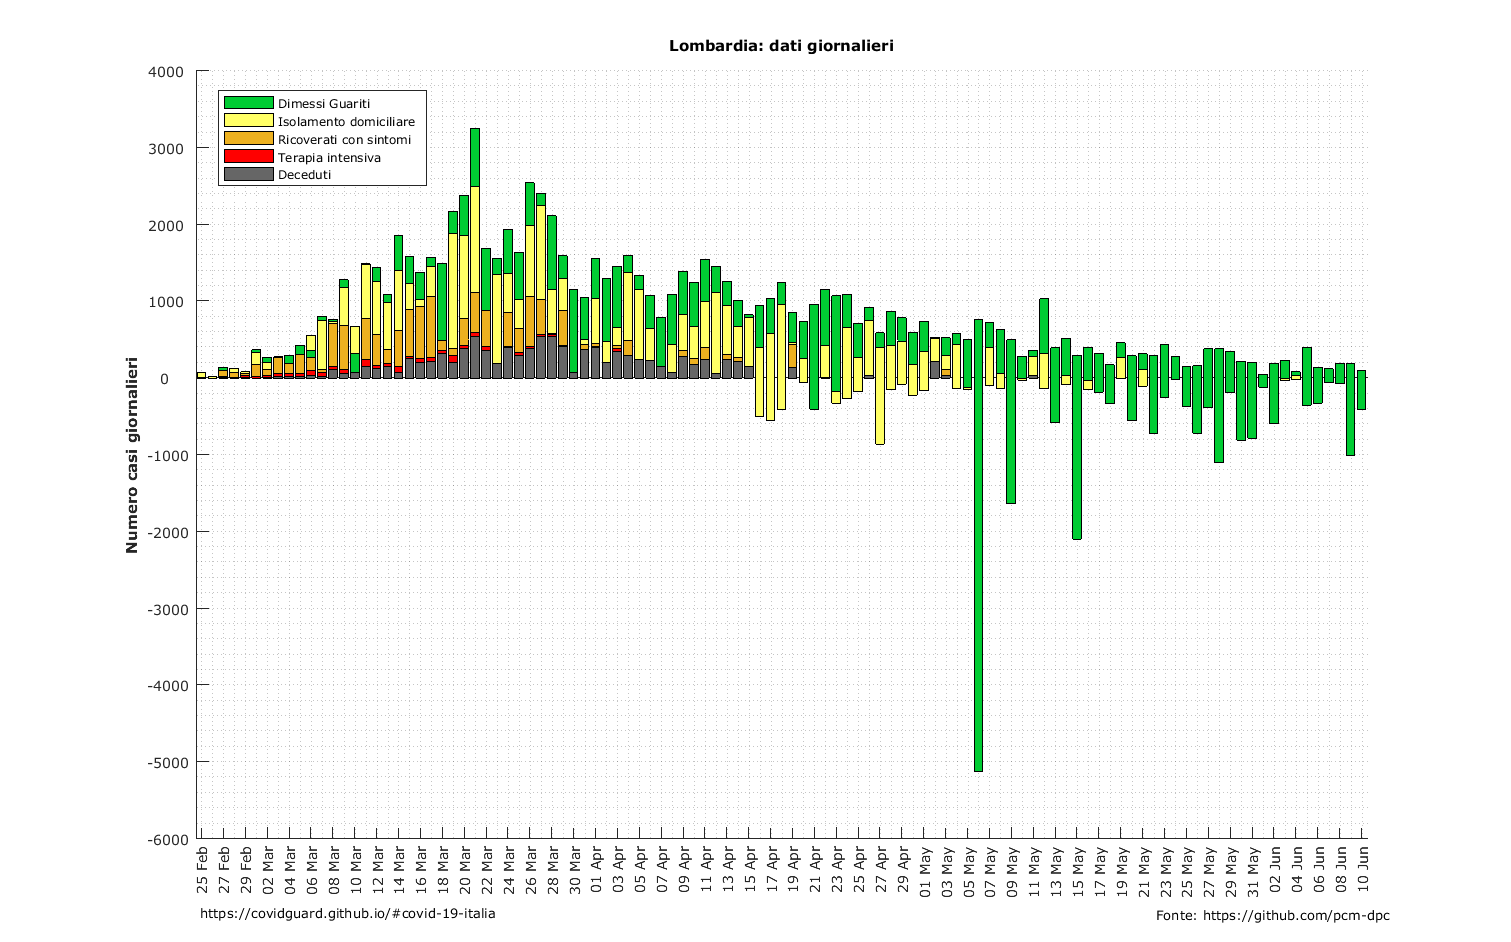 Lombardia: dati giornalieri
4000
3000
2000
1000
0
-1000
-2000
-3000
-4000
-5000
-6000
Numero casi giornalieri
Dimessi Guariti
Isolamento domiciliare
Ricoverati con sintomi
Terapia intensiva
Deceduti
25 Feb
27 Feb
29 Feb
02 Mar
04 Mar
06 Mar
08 Mar
10 Mar
12 Mar
14 Mar
16 Mar
18 Mar
20 Mar
22 Mar
24 Mar
26 Mar
28 Mar
30 Mar
01 Apr
03 Apr
05 Apr
07 Apr
09 Apr
11 Apr
13 Apr
15 Apr
17 Apr
19 Apr
21 Apr
23 Apr
25 Apr
27 Apr
29 Apr
01 May
03 May
05 May
07 May
09 May
11 May
13 May
15 May
17 May
19 May
21 May
23 May
25 May
27 May
29 May
31 May
02 Jun
04 Jun
06 Jun
08 Jun
10 Jun
https://covidguard.github.io/#covid-19-italia
Fonte: https://github.com/pcm-dpc